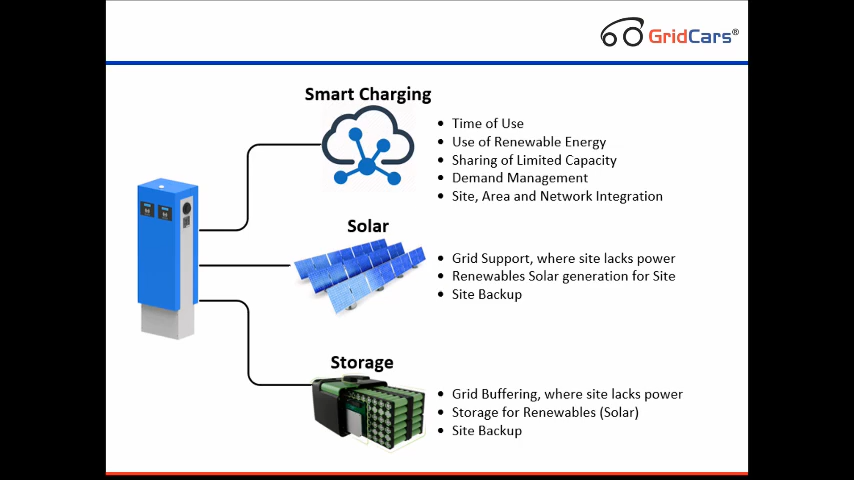 GridCars®
Smart Charging
• Time of Use
• Use of Renewable Energy
• Sharing of Limited Capacity
• Demand Management
• Site, Area and Network Integration
Solar
• Grid Support, where site lacks power
• Renewables Solar generation for Site
• Site Backup
Storage
• Grid Buffering, where site lacks power
• Storage for Renewables (Solar)
• Site Backup